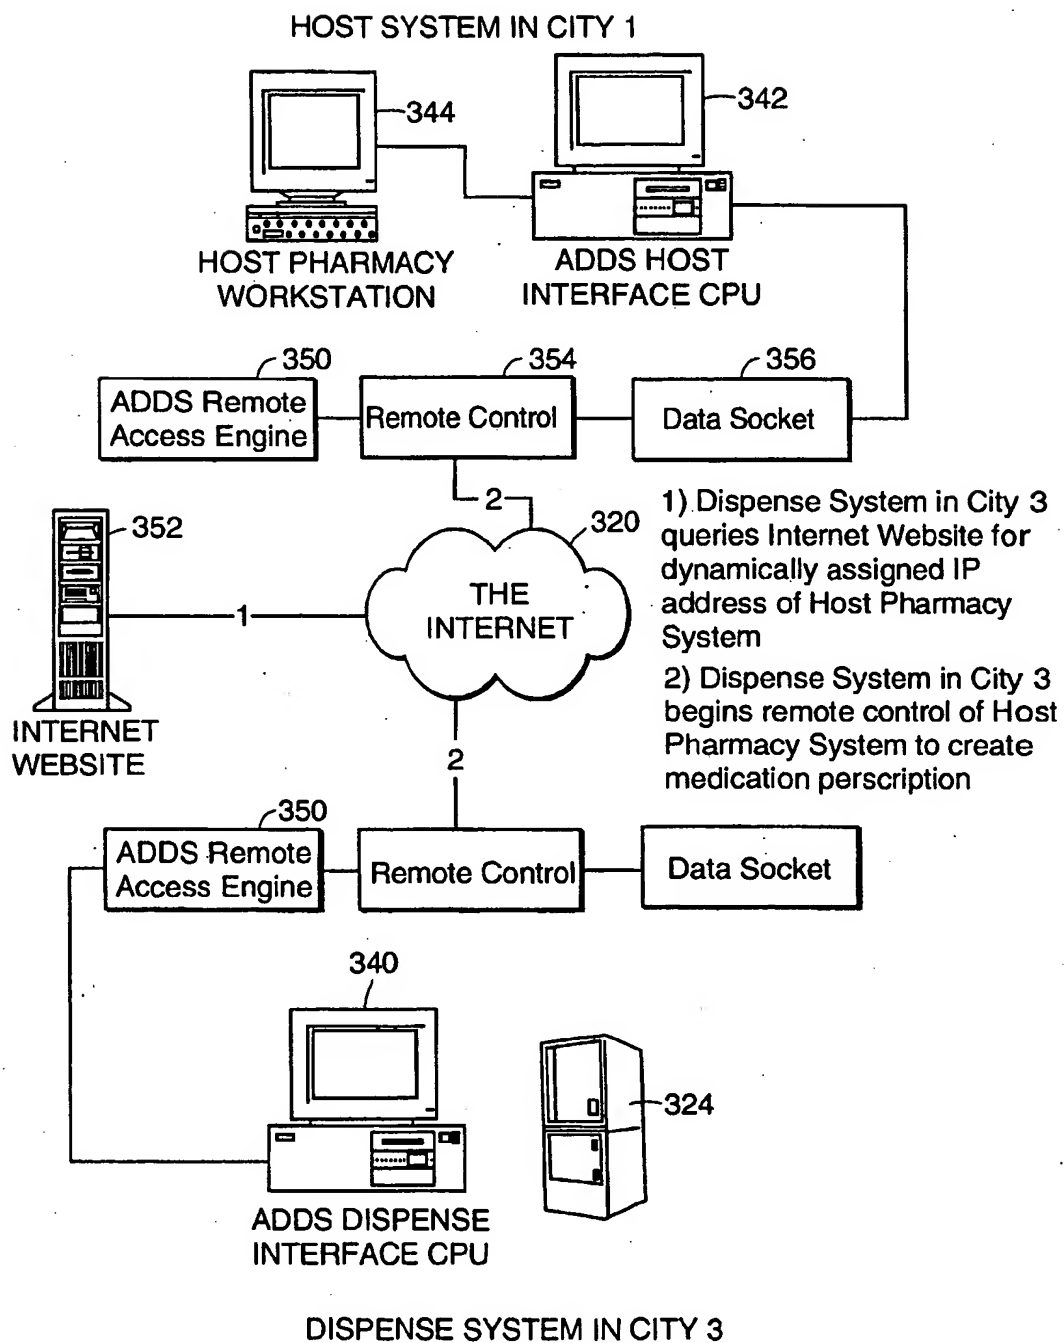 HOST SYSTEM IN CITY 1
344
342
HOST PHARMACY
WORKSTATION
ADDS HOST
INTERFACE CPU
350
354
356
ADDS Remote
Access Engine
Remote Control
Data Socket
2
352
320
1) Dispense System in City 3
queries Internet Website for
dynamically assigned IP
address of Host Pharmacy
System
THE
INTERNET
1
2) Dispense System in City 3
begins remote control of Host
Pharmacy System to create
medication perscription
INTERNET
WEBSITE
2
350
ADDS Remote
Access Engine
Remote Control
Data Socket
340
324
ADDS DISPENSE
INTERFACE CPU
DISPENSE SYSTEM IN CITY 3